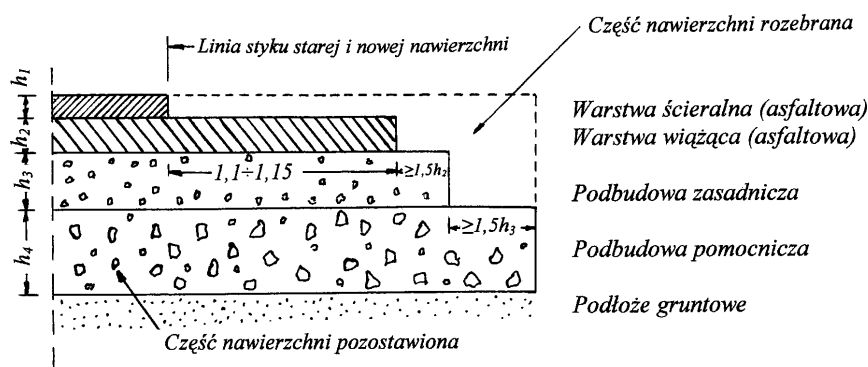 Linia styku starej i nowej nawierzchni
Część nawierzchni rozebrana
h1
h2
h3
h4
Warstwa ścieralna (asfaltowa)
Warstwa wiążąca (asfaltowa)
1,1÷1,15
≥1,5h2
Podbudowa zasadnicza
≥1,5h3
Podbudowa pomocnicza
Podłoże gruntowe
Część nawierzchni pozostawiona